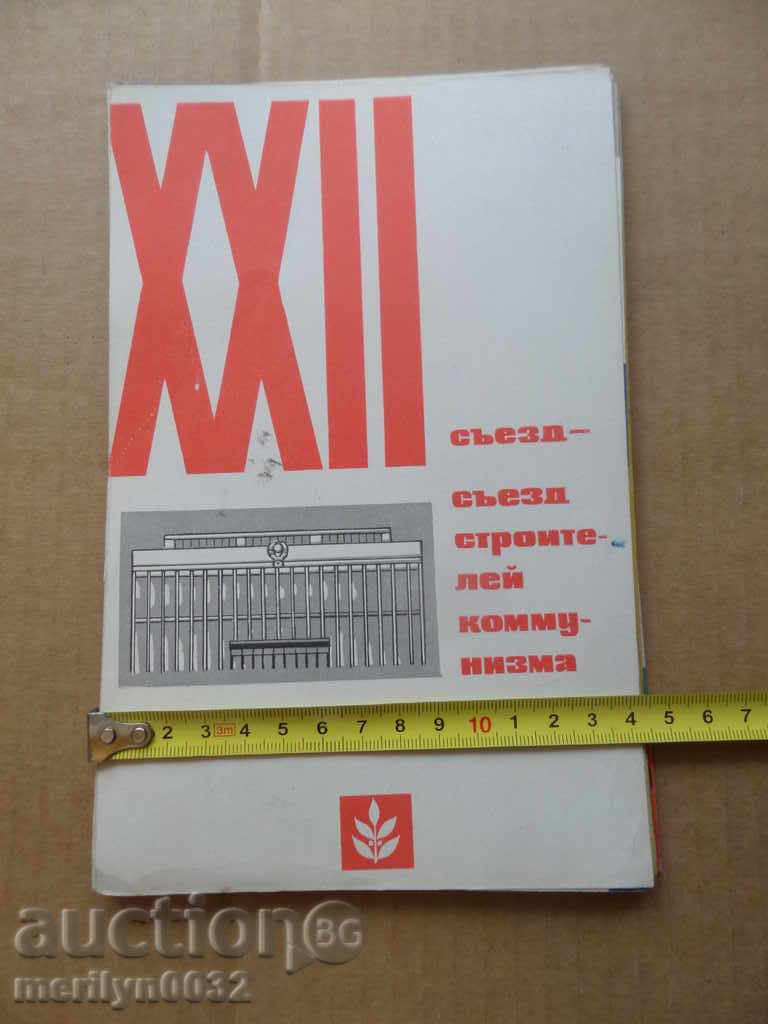 XXII
съезд–
съезд
строите-
лей
комму-
низма
2 3 3m 4 5 6 7 8 9 10 1 2 3 4 5 6 7
auction BG
merilyn0032